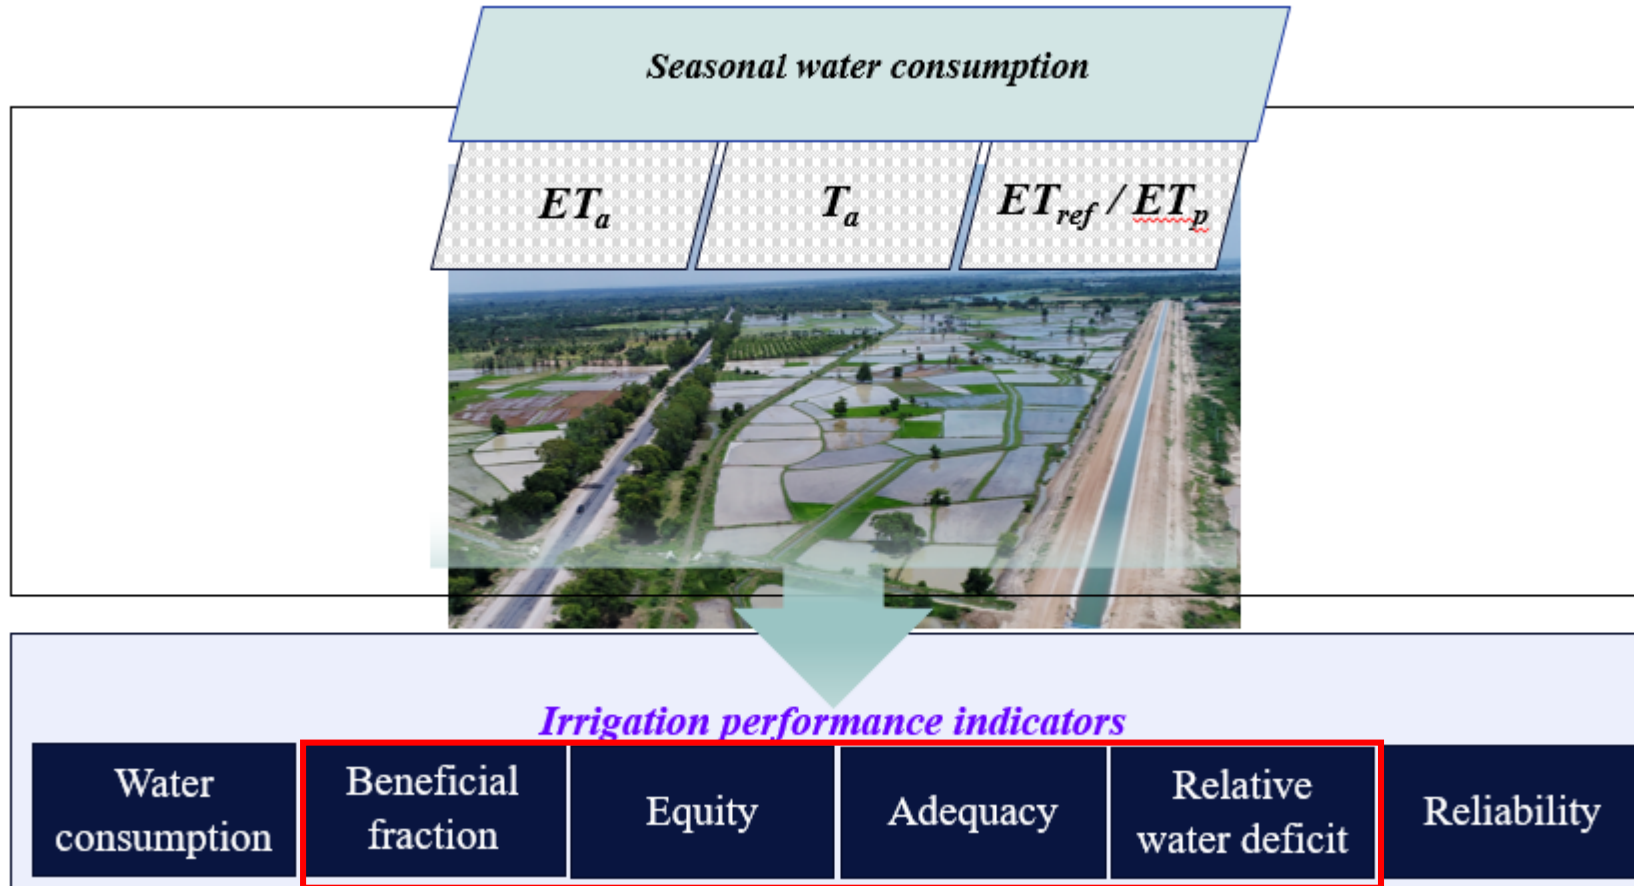 Seasonal water consumption
ETa
Ta
ETref / ETp
Irrigation performance indicators
Water
consumption
Beneficial
fraction
Equity
Adequacy
Relative
water deficit
Reliability